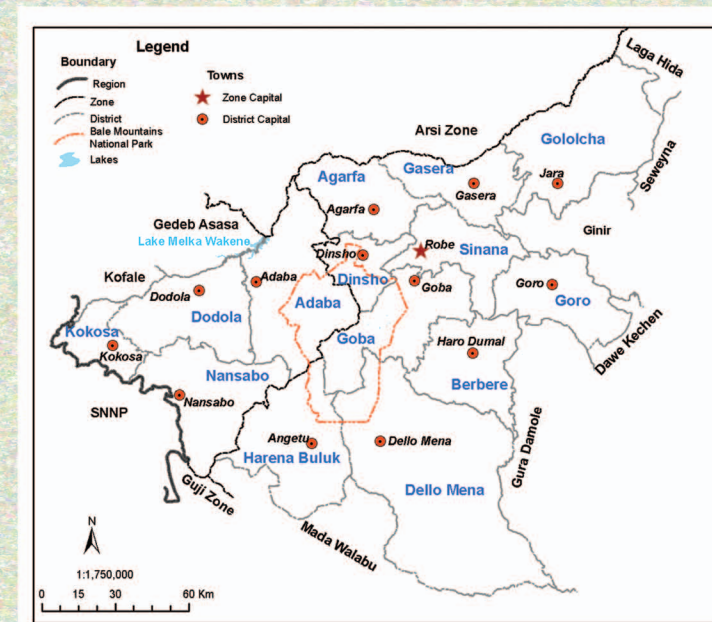 Legend
Boundary
Region
Zone
District
Bale Mountains
National Park
Lakes
Towns
Zone Capital
District Capital
Laga Hida
Arsi Zone
Gololcha
Seweyna
Agarfa
Gasera
Jara
Gasera
Agarfa
Gedeb Asasa
Ginir
Lake Melka Wakene
Robe
Sinana
Dinsho
Kofale
Adaba
Dinsho
Goba
Goro
Dodola
Adaba
Goro
Dodola
Kokosa
Goba
Haro Dumal
Dawe Kechen
Kokosa
Nansabo
Berbere
Nansabo
SNNP
Gura Damole
Angetu
Dello Mena
Harena Buluk
Guji Zone
Dello Mena
Mada Walabu
N
1:1,750,000
0 15 30 60 Km